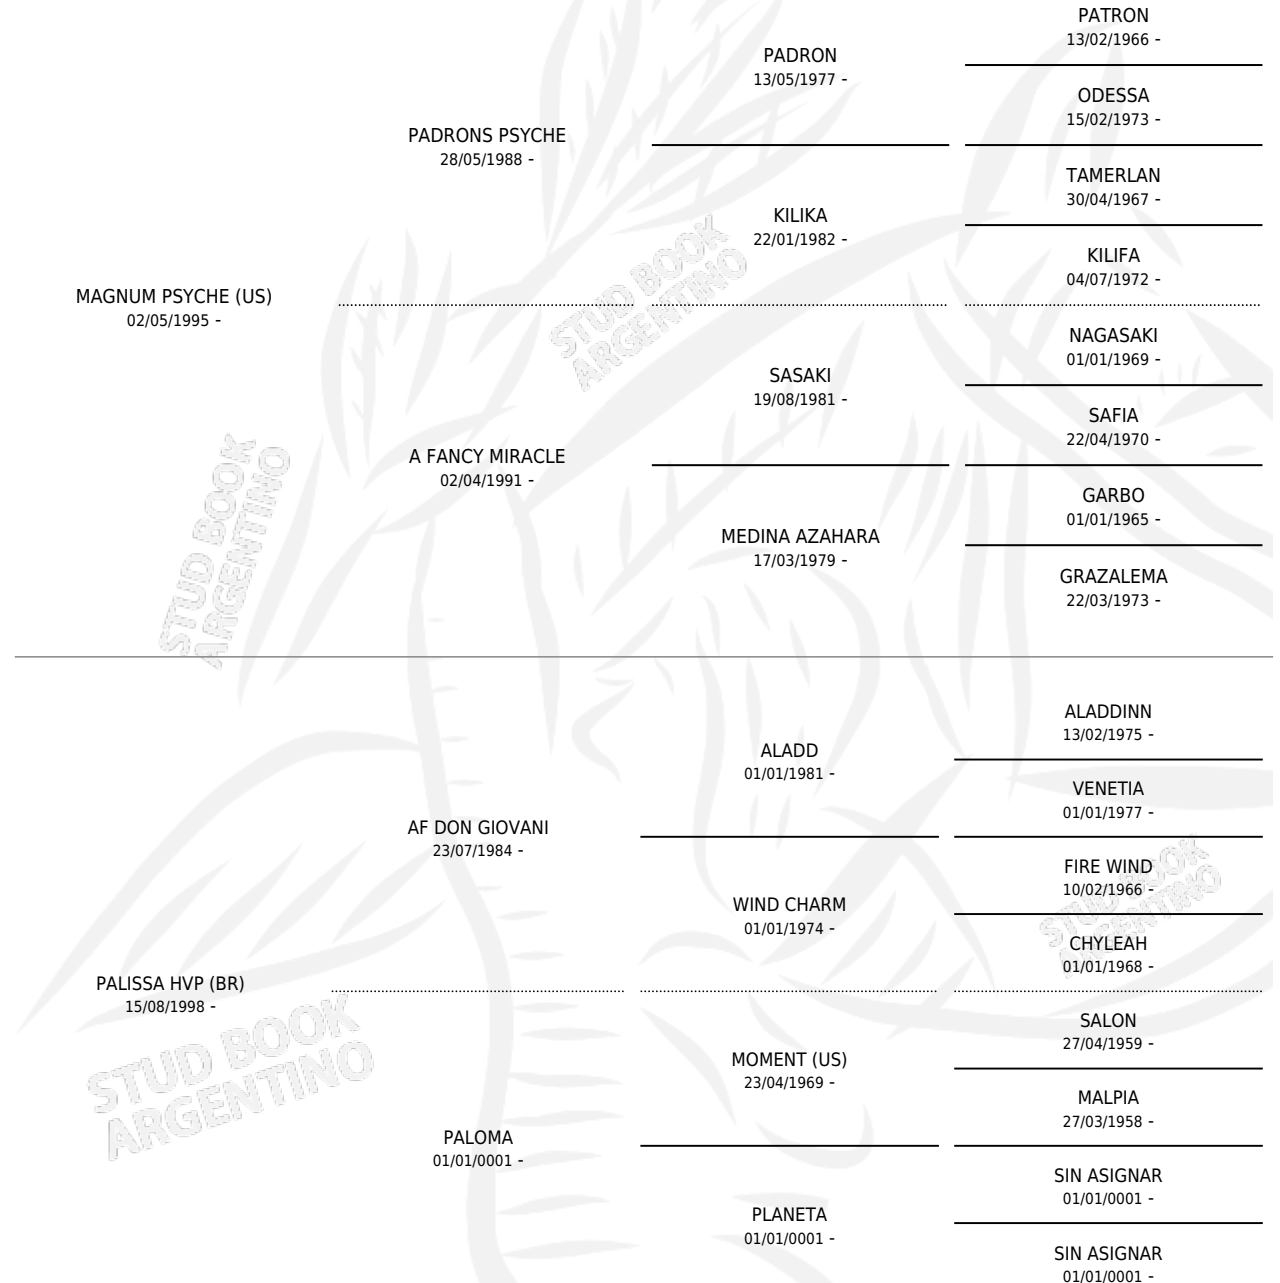 PATRON
13/02/1966 -
PADRON
13/05/1977 -
ODESSA
15/02/1973 -
PADRONS PSYCHE
28/05/1988 -
TAMERLAN
30/04/1967 -
KILIKA
22/01/1982 -
KILIFA
04/07/1972 -
MAGNUM PSYCHE (US)
02/05/1995 -
NAGASAKI
01/01/1969 -
SASAKI
19/08/1981 -
SAFIA
22/04/1970 -
A FANCY MIRACLE
02/04/1991 -
GARBO
01/01/1965 -
MEDINA AZAHARA
17/03/1979 -
GRAZALEMA
22/03/1973 -
STUD BOOK
ARGENTINO
STUD BOOK
ARGENTINO
ALADDINN
13/02/1975 -
ALADD
01/01/1981 -
VENETIA
01/01/1977 -
AF DON GIOVANI
23/07/1984 -
FIRE WIND
10/02/1966 -
WIND CHARM
01/01/1974 -
CHYLEAH
01/01/1968 -
PALISSA HVP (BR)
15/08/1998 -
SALON
27/04/1959 -
MOMENT (US)
23/04/1969 -
MALPIA
27/03/1958 -
PALOMA
01/01/0001 -
SIN ASIGNAR
01/01/0001 -
PLANETA
01/01/0001 -
SIN ASIGNAR
01/01/0001 -
STUD BOOK
ARGENTINO
STUD BOOK
ARGENTINO